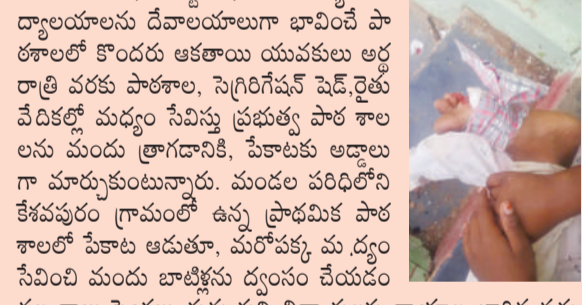 ద్యాలయాలను దేవాలయాలుగా భావించే పా
ఠశాలలో కొందరు ఆకతాయి యువకులు అర్ధ
రాత్రి వరకు పాఠశాల, సెగ్రిరిగేషన్ షెడ్,రైతు
వేదికల్లో మధ్యం సేవిస్తు ప్రభుత్వ పాఠ శాల
లను మందు త్రాగడానికి, పేకాటకు అడ్డాలు
గా మార్చుకుంటున్నారు. మండల పరిధిలోని
కేశవపురం గ్రామంలో ఉన్న ప్రాథమిక పాఠ
శాలలో పేకాట ఆడుతూ, మరోపక్క మ ద్యం
సేవించి మందు బాటిళ్లను ద్వంసం చేయడం